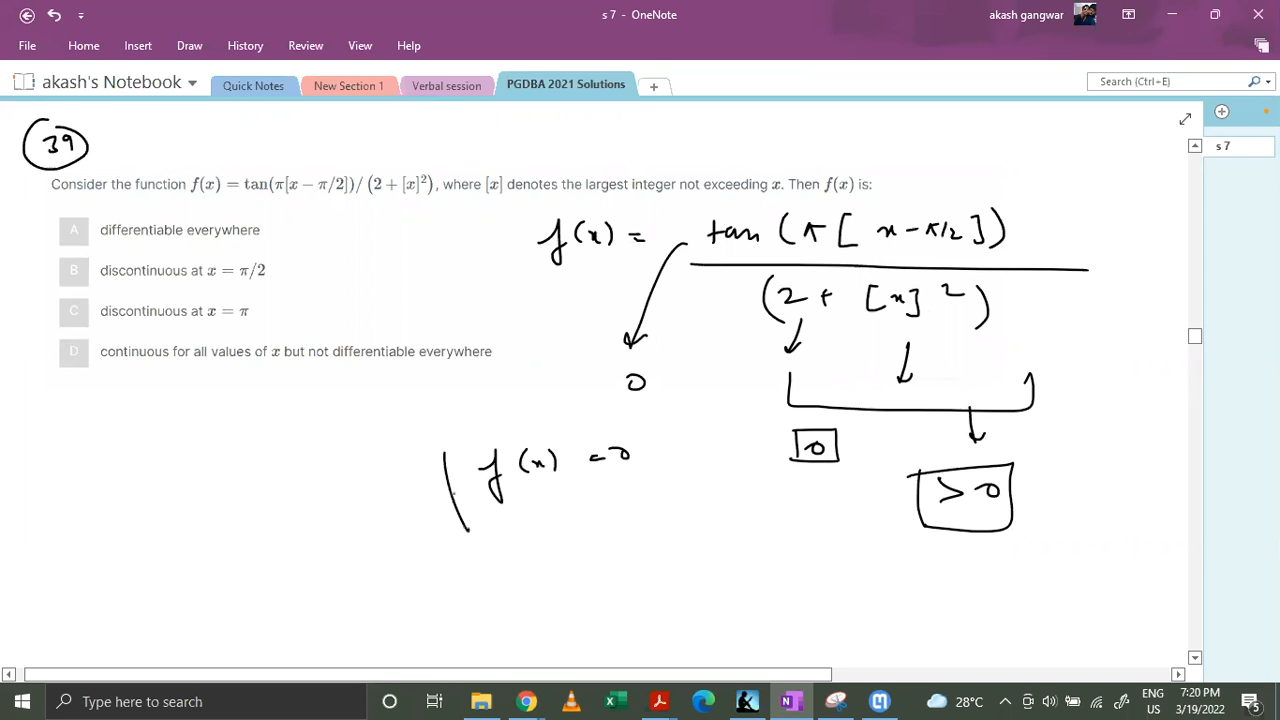 s 7 - OneNote
akash gangwar
File Home Insert Draw History Review View Help
akash's Notebook Quick Notes New Section 1 Verbal session PGDBA 2021 Solutions + Search (Ctrl+E)
s 7
39
Consider the function f(x) = tan(π[x − π/2])/(2 + [x]²), where [x] denotes the largest integer not exceeding x. Then f(x) is:
A differentiable everywhere
B discontinuous at x = π/2
C discontinuous at x = π
D continuous for all values of x but not differentiable everywhere
f(x) = tan (π [ x - π/2 ])
(2 + [x] 2)
0
0
> 0
f(x) = 0
Type here to search
28°C
ENG
US
7:20 PM
3/19/2022
5